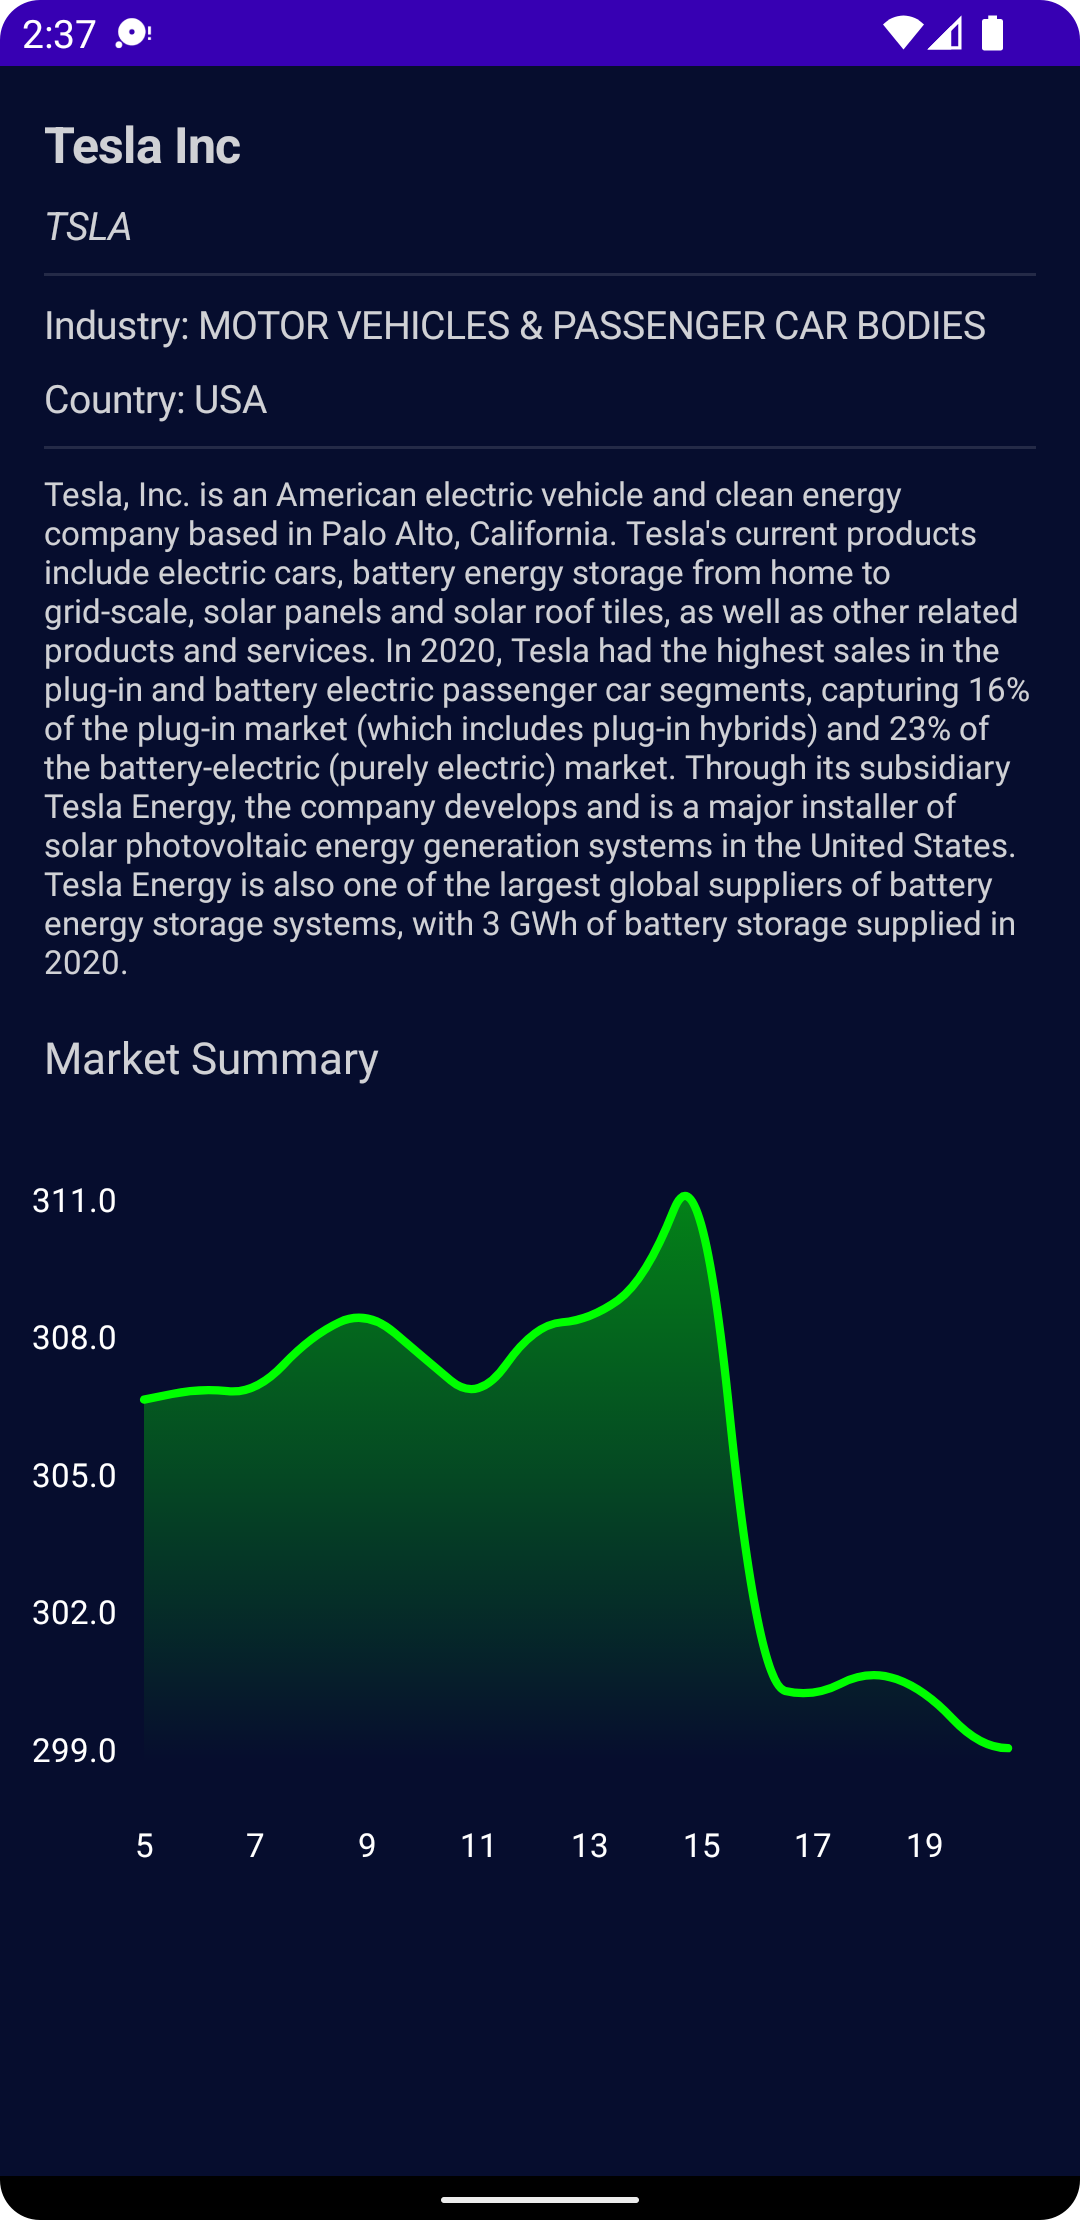 2:37
Tesla Inc
TSLA
Industry: MOTOR VEHICLES & PASSENGER CAR BODIES
Country: USA
Tesla, Inc. is an American electric vehicle and clean energy
company based in Palo Alto, California. Tesla's current products
include electric cars, battery energy storage from home to
grid-scale, solar panels and solar roof tiles, as well as other related
products and services. In 2020, Tesla had the highest sales in the
plug-in and battery electric passenger car segments, capturing 16%
of the plug-in market (which includes plug-in hybrids) and 23% of
the battery-electric (purely electric) market. Through its subsidiary
Tesla Energy, the company develops and is a major installer of
solar photovoltaic energy generation systems in the United States.
Tesla Energy is also one of the largest global suppliers of battery
energy storage systems, with 3 GWh of battery storage supplied in
2020.
Market Summary
311.0
308.0
305.0
302.0
299.0
5 7 9 11 13 15 17 19